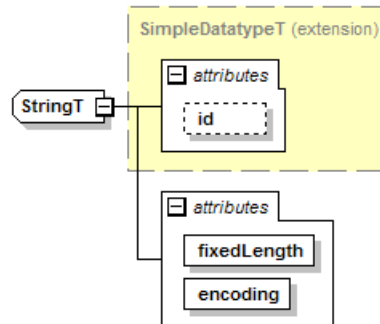 SimpleDatatypeT (extension)
attributes
StringT
id
attributes
fixedLength
encoding